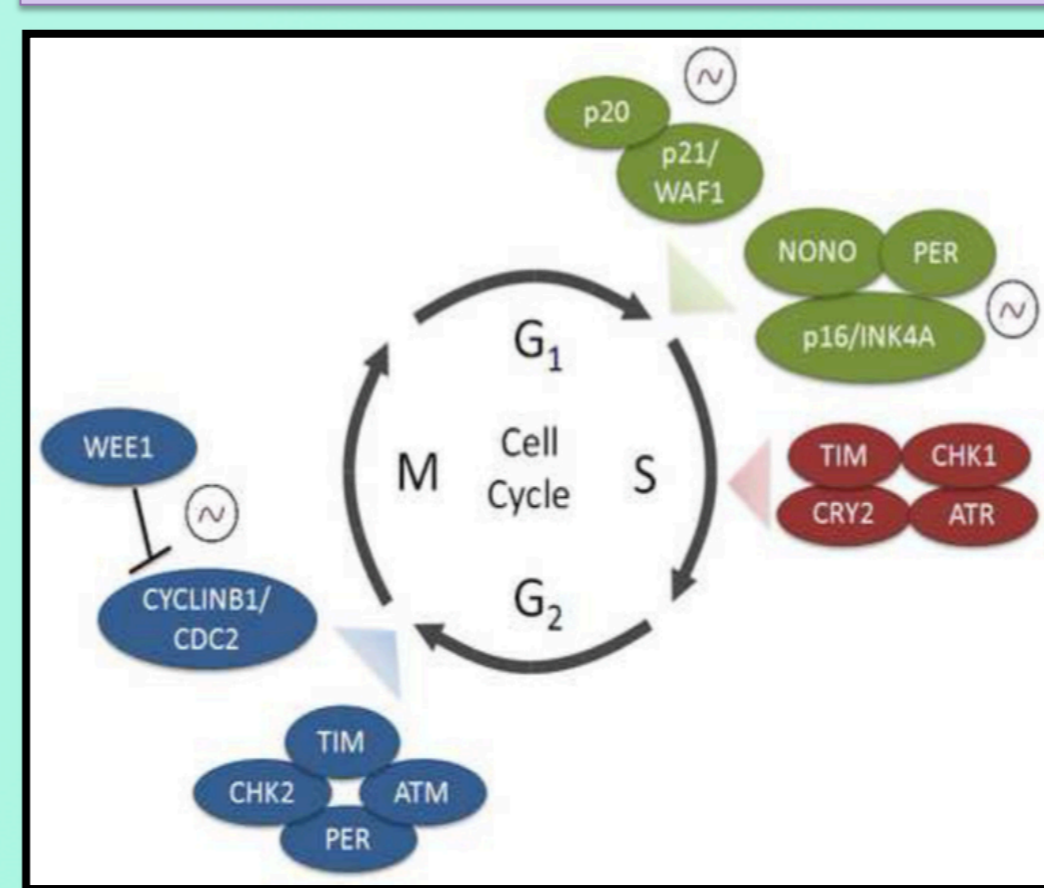 p20
p21/
WAF1
NONO
PER
p16/INK4A
G₁
Cell
Cycle
M
S
G₂
TIM
CHK1
CRY2
ATR
WEE1
CYCLINB1/
CDC2
TIM
CHK2
ATM
PER